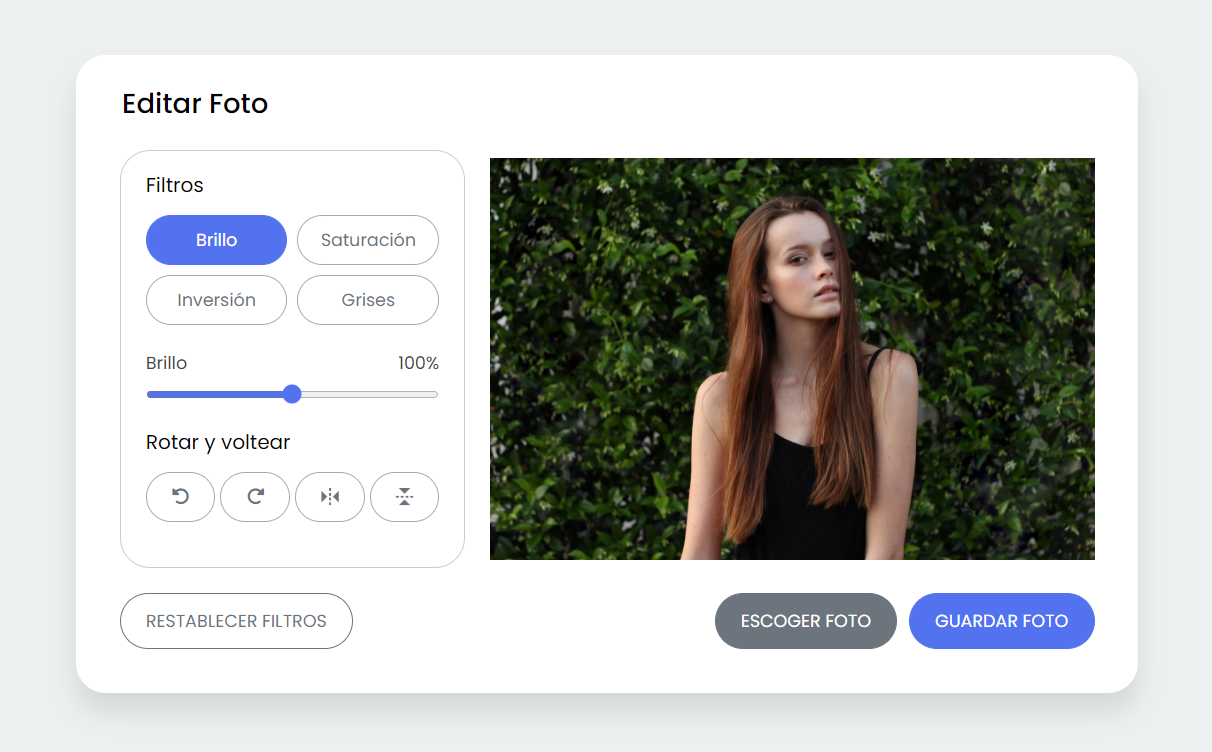 Editar Foto
Filtros
Brillo
Saturación
Inversión
Grises
Brillo 100%
Rotar y voltear
RESTABLECER FILTROS
ESCOGER FOTO
GUARDAR FOTO